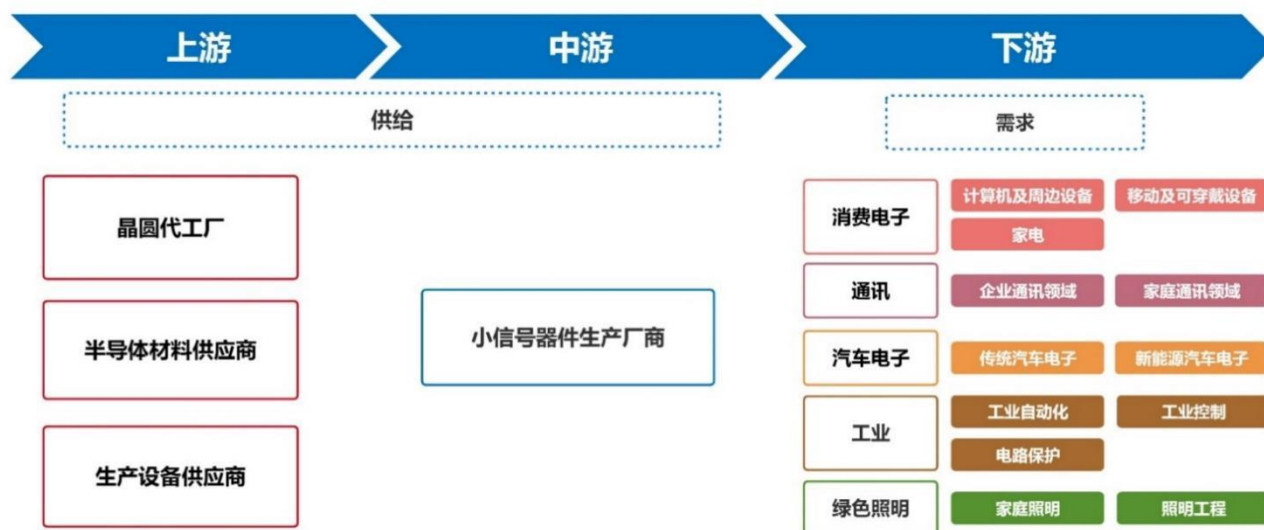 上游
中游
下游
供给
需求
晶圆代工厂
半导体材料供应商
生产设备供应商
小信号器件生产厂商
消费电子
计算机及周边设备
移动及可穿戴设备
家电
通讯
企业通讯领域
家庭通讯领域
汽车电子
传统汽车电子
新能源汽车电子
工业
工业自动化
工业控制
电路保护
绿色照明
家庭照明
照明工程